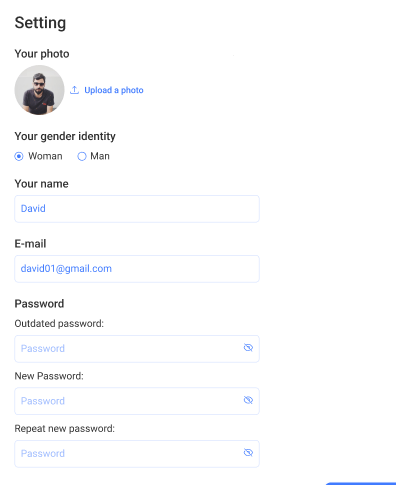 Setting
Your photo
Upload a photo
Your gender identity
Woman Man
Your name
David
E-mail
david01@gmail.com
Password
Outdated password:
Password
New Password:
Password
Repeat new password:
Password